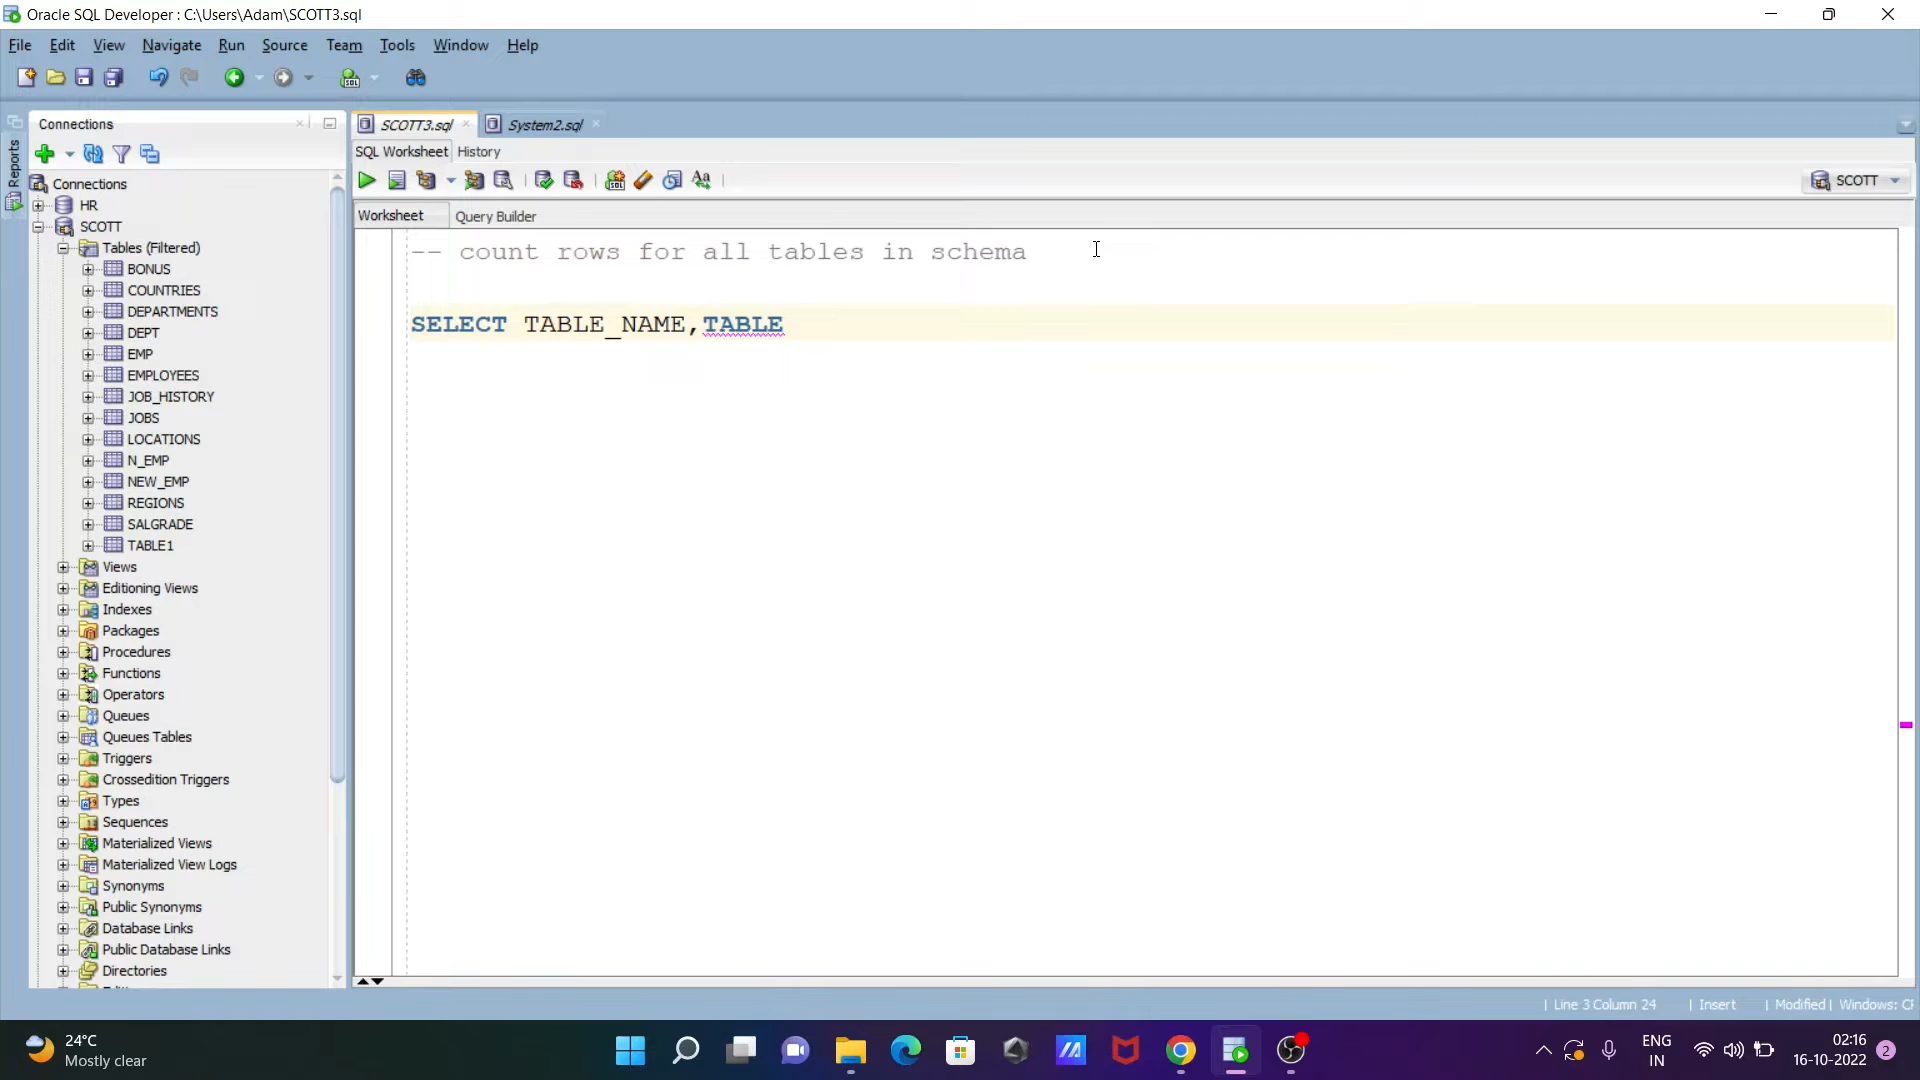 Oracle SQL Developer : C:\Users\Adam\SCOTT3.sql
File Edit View Navigate Run Source Team Tools Window Help
Reports
Connections
SCOTT3.sql
System2.sql
SQL Worksheet History
SCOTT
Worksheet Query Builder
Connections
HR
SCOTT
Tables (Filtered)
BONUS
COUNTRIES
DEPARTMENTS
DEPT
EMP
EMPLOYEES
JOB_HISTORY
JOBS
LOCATIONS
N_EMP
NEW_EMP
REGIONS
SALGRADE
TABLE1
Views
Editioning Views
Indexes
Packages
Procedures
Functions
Operators
Queues
Queues Tables
Triggers
Crossedition Triggers
Types
Sequences
Materialized Views
Materialized View Logs
Synonyms
Public Synonyms
Database Links
Public Database Links
Directories
-- count rows for all tables in schema
SELECT TABLE_NAME,TABLE
Line 3 Column 24 | Insert | Modified | Windows: CF
24°C
Mostly clear
ENG
IN
02:16
16-10-2022
2